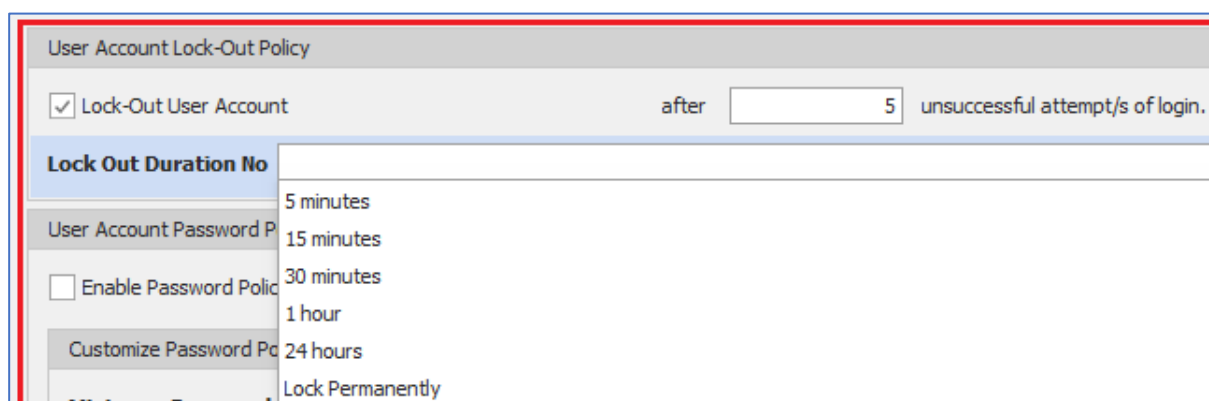 User Account Lock-Out Policy
Lock-Out User Account after 5 unsuccessful attempt/s of login.
Lock Out Duration No
5 minutes
User Account Password P
15 minutes
30 minutes
Enable Password Polic
1 hour
Customize Password Po
24 hours
Lock Permanently